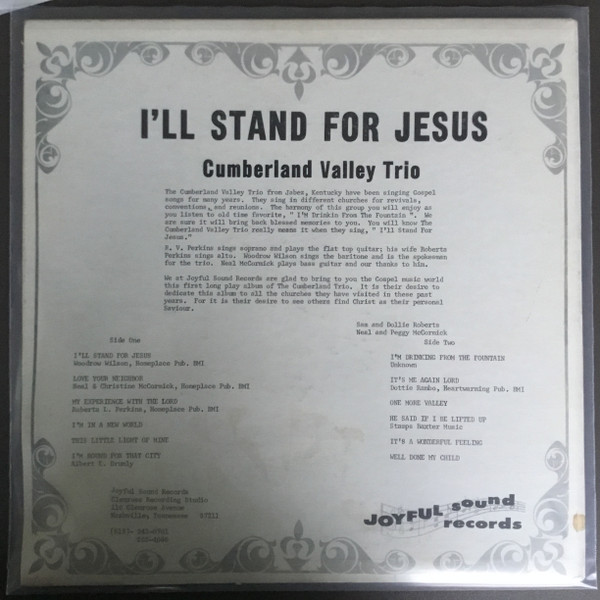 I'LL STAND FOR JESUS
Cumberland Valley Trio
The Cumberland Valley Trio from Jabez, Kentucky have been singing Gospel
songs for many years. They sing in different churches for revivals,
conventions, and reunions. The harmony of this group you will enjoy as
you listen to old time favorite, " I'M Drinkin From The Fountain ". We
are sure it will bring back blessed memories to you. You will know The
Cumberland Valley Trio really means it when they sing, " I'll Stand For
Jesus."
R. V. Perkins sings soprano and plays the flat top guitar; his wife Roberta
Perkins sings alto. Woodrow Wilson sings the baritone and is the spokesman
for the trio. Neal McCormick plays bass guitar and our thanks to him.
We at Joyful Sound Records are glad to bring to you the Gospel music world
this first long play album of The Cumberland Trio. It is their desire to
dedicate this album to all the churches they have visited in these past
years. For it is their desire to see others find Christ as their personal
Saviour.
Sam and Dollie Roberts
Neal and Peggy McCormick
Side One
I'LL STAND FOR JESUS
Woodrow Wilson, Homeplace Pub. BMI
LOVE YOUR NEIGHBOR
Neal & Christine McCormick, Homeplace Pub. BMI
MY EXPERIENCE WITH THE LORD
Roberta L. Perkins, Homeplace Pub. BMI
I'M IN A NEW WORLD
THIS LITTLE LIGHT OF MINE
I'M BOUND FOR THAT CITY
Albert E. Brumly
Side Two
I'M DRINKING FROM THE FOUNTAIN
Unknown
IT'S ME AGAIN LORD
Dottie Rambo, Heartwarming Pub. BMI
ONE MORE VALLEY
HE SAID IF I BE LIFTED UP
Stamps Baxter Music
IT'S A WONDERFUL FEELING
WELL DONE MY CHILD
Joyful Sound Records
Recording Studio
Avenue
Nashville, Tennessee
JOYFUL sound
records